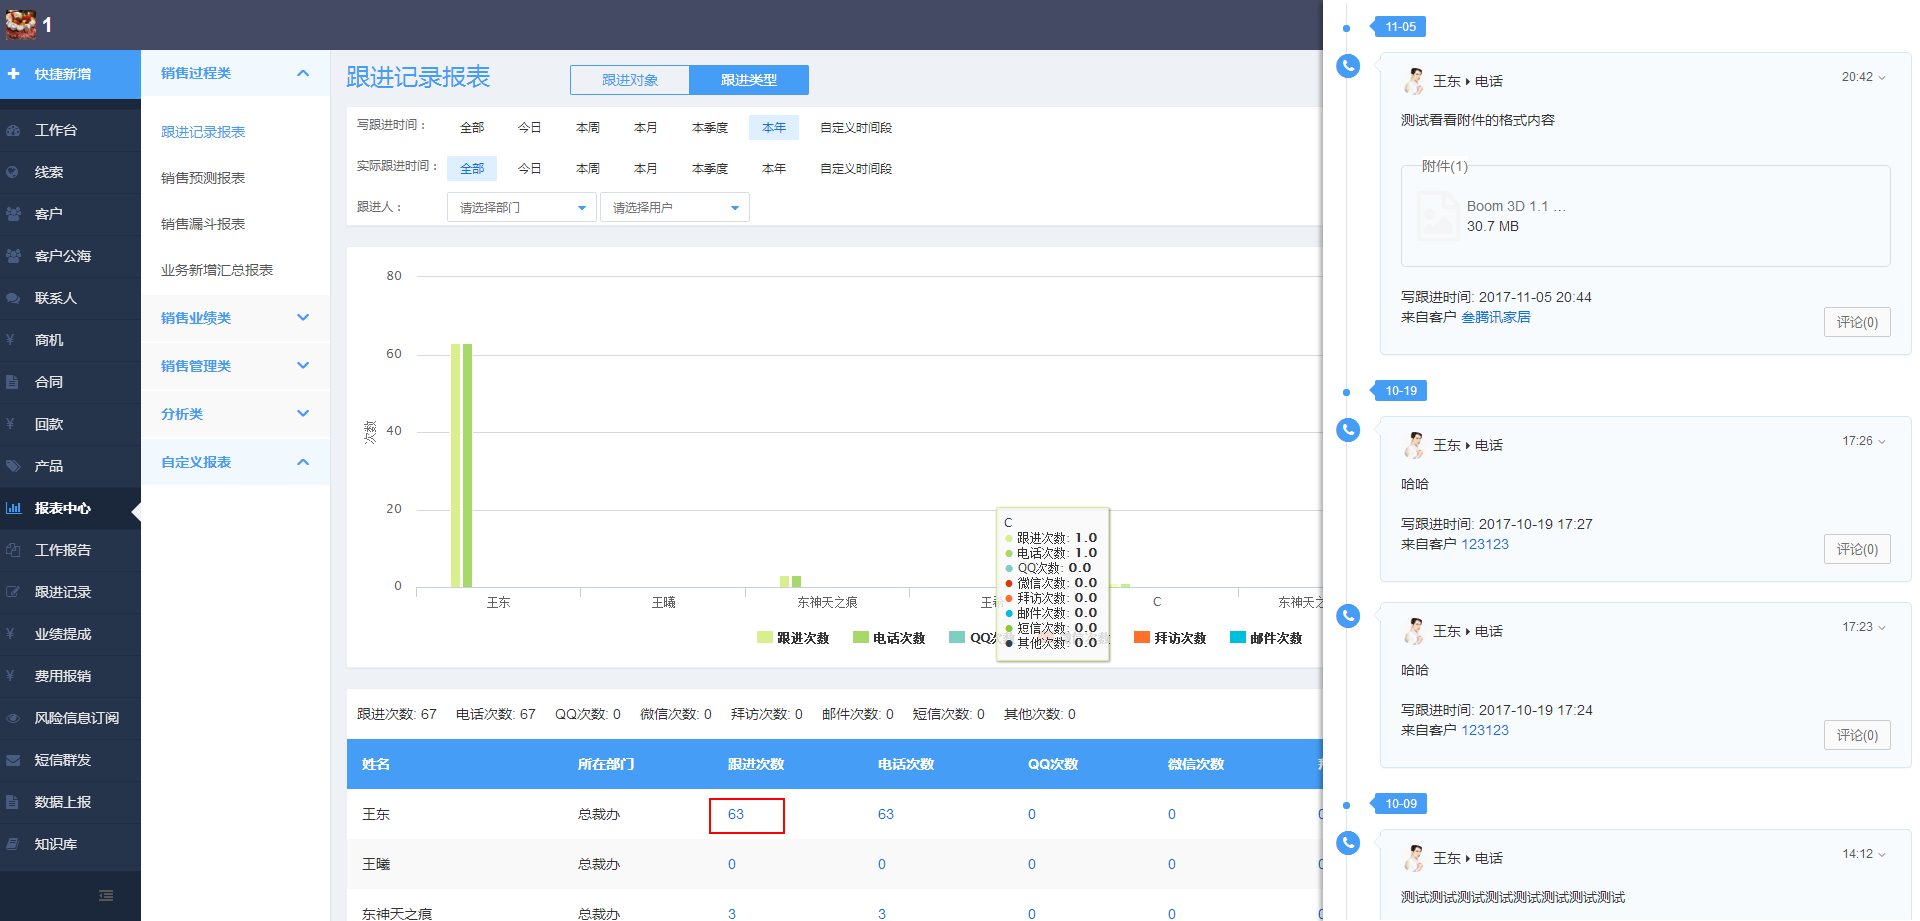 1
快捷新增
工作台
线索
客户
客户公海
联系人
商机
合同
回款
产品
报表中心
工作报告
跟进记录
业绩提成
费用报销
风险信息订阅
短信群发
数据上报
知识库
销售过程类
跟进记录报表
销售预测报表
销售漏斗报表
业务新增汇总报表
销售业绩类
销售管理类
分析类
自定义报表
跟进记录报表
跟进对象 跟进类型
写跟进时间： 全部 今日 本周 本月 本季度 本年 自定义时间段
实际跟进时间： 全部 今日 本周 本月 本季度 本年 自定义时间段
跟进人： 请选择部门 请选择用户
80
60
40
20
0
次数
王东 王曦 东神天之痕 C 东神天之
C
跟进次数: 1.0
电话次数: 1.0
QQ次数: 0.0
微信次数: 0.0
拜访次数: 0.0
邮件次数: 0.0
短信次数: 0.0
其他次数: 0.0
跟进次数 电话次数 QQ次 拜访次数 邮件次数
跟进次数: 67 电话次数: 67 QQ次数: 0 微信次数: 0 拜访次数: 0 邮件次数: 0 短信次数: 0 其他次数: 0
姓名 所在部门 跟进次数 电话次数 QQ次数 微信次数
王东 总裁办 63 63 0 0
王曦 总裁办 0 0 0 0
东神天之痕 总裁办 3 3 0 0
11-05
王东 电话 20:42
测试看看附件的格式内容
附件(1)
Boom 3D 1.1 ...
30.7 MB
写跟进时间: 2017-11-05 20:44
来自客户 叁腾讯家居
评论(0)
10-19
王东 电话 17:26
哈哈
写跟进时间: 2017-10-19 17:27
来自客户 123123
评论(0)
王东 电话 17:23
哈哈
写跟进时间: 2017-10-19 17:24
来自客户 123123
评论(0)
10-09
王东 电话 14:12
测试测试测试测试测试测试测试测试